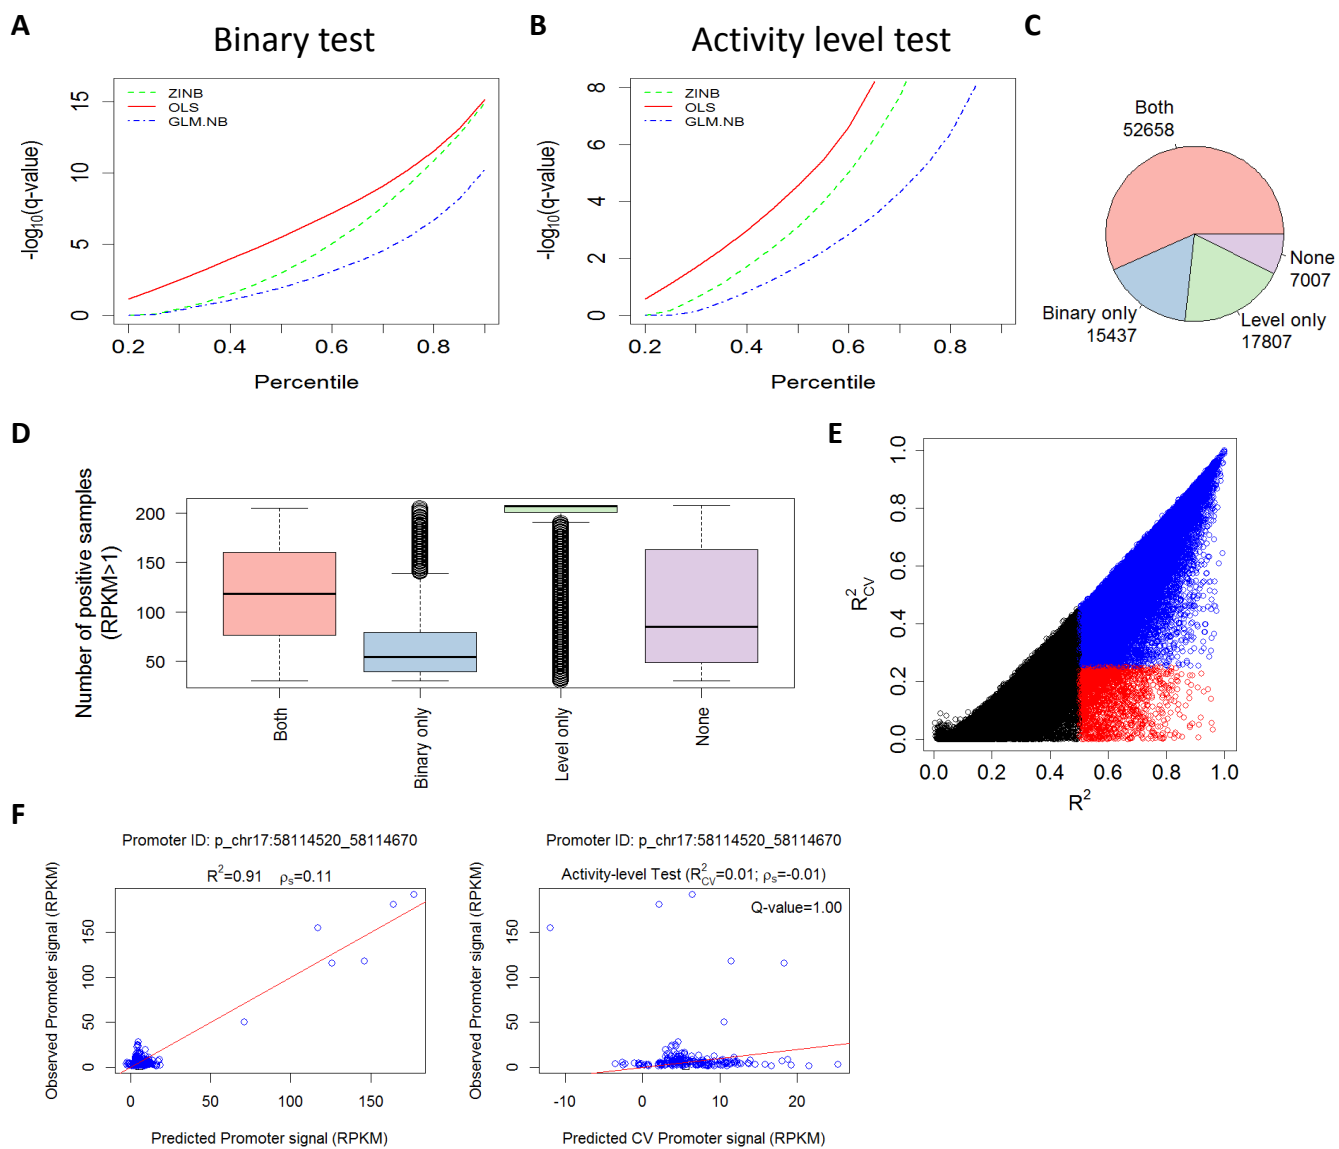 A
Binary test
ZINB
OLS
GLM.NB
-log10(q-value)
0
5
10
15
0.2
0.4
0.6
0.8
Percentile
B
Activity level test
ZINB
OLS
GLM.NB
-log10(q-value)
0
2
4
6
8
0.2
0.4
0.6
0.8
Percentile
C
Both
52658
None
7007
Binary only
15437
Level only
17807
D
Number of positive samples
(RPKM>1)
50
100
150
200
Both
Binary only
Level only
None
E
R²CV
0.0
0.2
0.4
0.6
0.8
1.0
0.0
0.2
0.4
0.6
0.8
1.0
R²
F
Promoter ID: p_chr17:58114520_58114670
R²=0.91 ρs=0.11
Observed Promoter signal (RPKM)
0
50
100
150
0
50
100
150
Predicted Promoter signal (RPKM)
Promoter ID: p_chr17:58114520_58114670
Activity-level Test (R²CV=0.01; ρs=-0.01)
Q-value=1.00
Observed Promoter signal (RPKM)
0
50
100
150
-10
0
10
20
Predicted CV Promoter signal (RPKM)